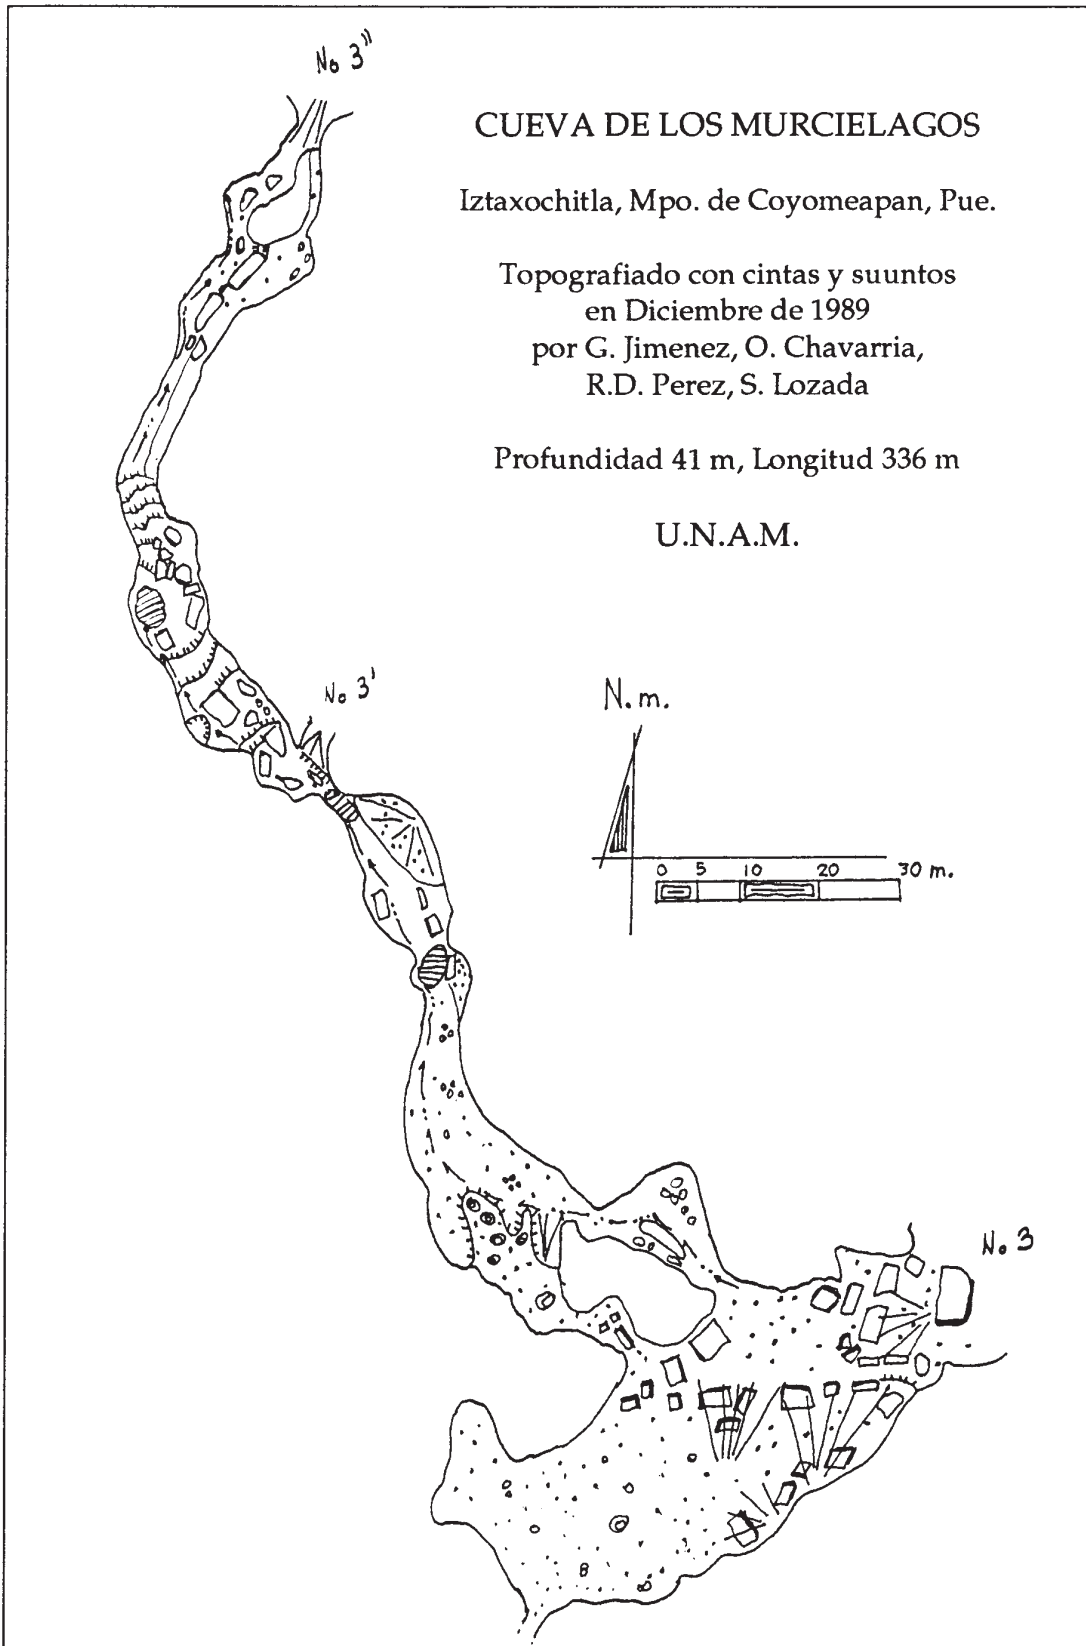 No 3"
CUEVA DE LOS MURCIELAGOS
Iztaxochitla, Mpo. de Coyomeapan, Pue.
Topografiado con cintas y suuntos
en Diciembre de 1989
por G. Jimenez, O. Chavarria,
R.D. Perez, S. Lozada
Profundidad 41 m, Longitud 336 m
U.N.A.M.
No 3'
N.m.
0 5 10 20 30 m.
No 3